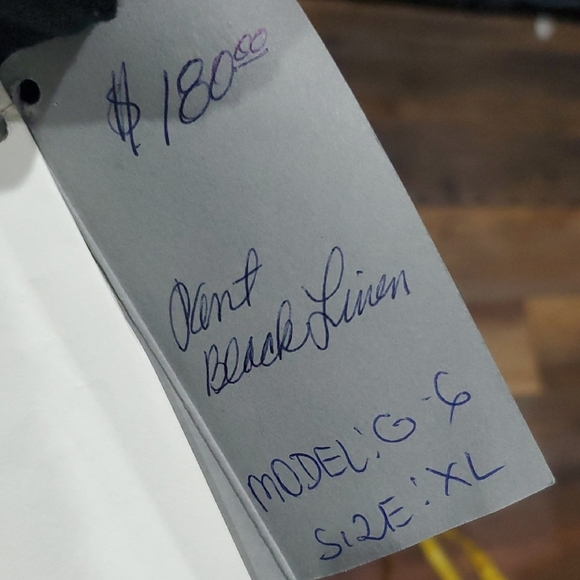 $180.00
Pant
Black Linen
MODEL: G-6
SIZE: XL